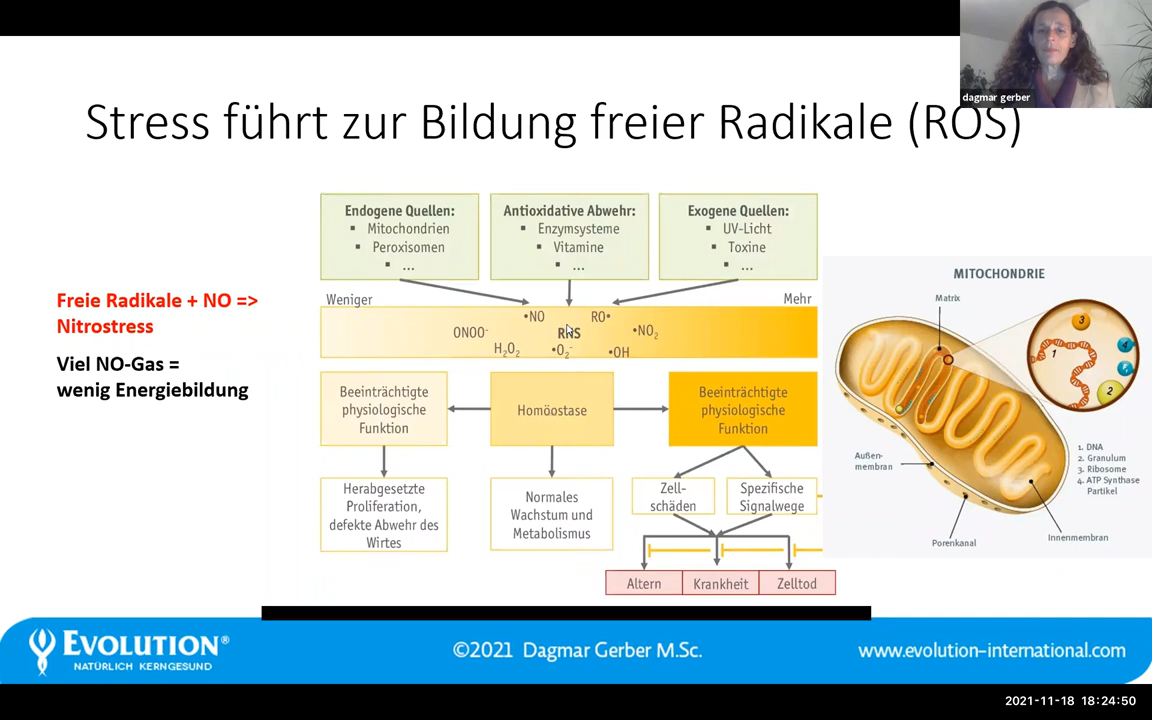 dagmar gerber
Stress führt zur Bildung freier Radikale (ROS)
Endogene Quellen:
▪ Mitochondrien
▪ Peroxisomen
▪ ...
Antioxidative Abwehr:
▪ Enzymsysteme
▪ Vitamine
▪ ...
Exogene Quellen:
▪ UV-Licht
▪ Toxine
▪ ...
Freie Radikale + NO =>
Nitrostress
Viel NO-Gas =
wenig Energiebildung
Weniger
Mehr
•NO
RO•
ONOO⁻
RNS
•NO₂
H₂O₂
•O₂⁻
•OH
Beeinträchtigte
physiologische
Funktion
Homöostase
Beeinträchtigte
physiologische
Funktion
Herabgesetzte
Proliferation,
defekte Abwehr des
Wirtes
Normales
Wachstum und
Metabolismus
Zell-
schäden
Spezifische
Signalwege
Altern
Krankheit
Zelltod
MITOCHONDRIE
Matrix
3
1
4
5
2
Außen-
membran
1. DNA
2. Granulum
3. Ribosome
4. ATP Synthase
Partikel
Porenkanal
Innenmembran
EVOLUTION®
NATÜRLICH KERNGESUND
©2021 Dagmar Gerber M.Sc.
www.evolution-international.com
2021-11-18 18:24:50